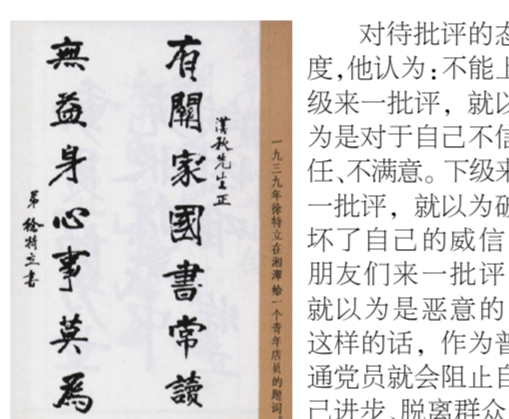 有關家國書常讀
漢秋先生正
無益身心事莫為
弟 徐特立書
一九三九年徐特立在湘潭给一个青年店员的题词。
对待批评的态
度，他认为：不能上
级来一批评，就以
为是对于自己不信
任、不满意。下级来
一批评，就以为破
坏了自己的威信
朋友们来一批评
就以为是恶意的
这样的话，作为普
通党员就会阻止自
己进步、脱离群众